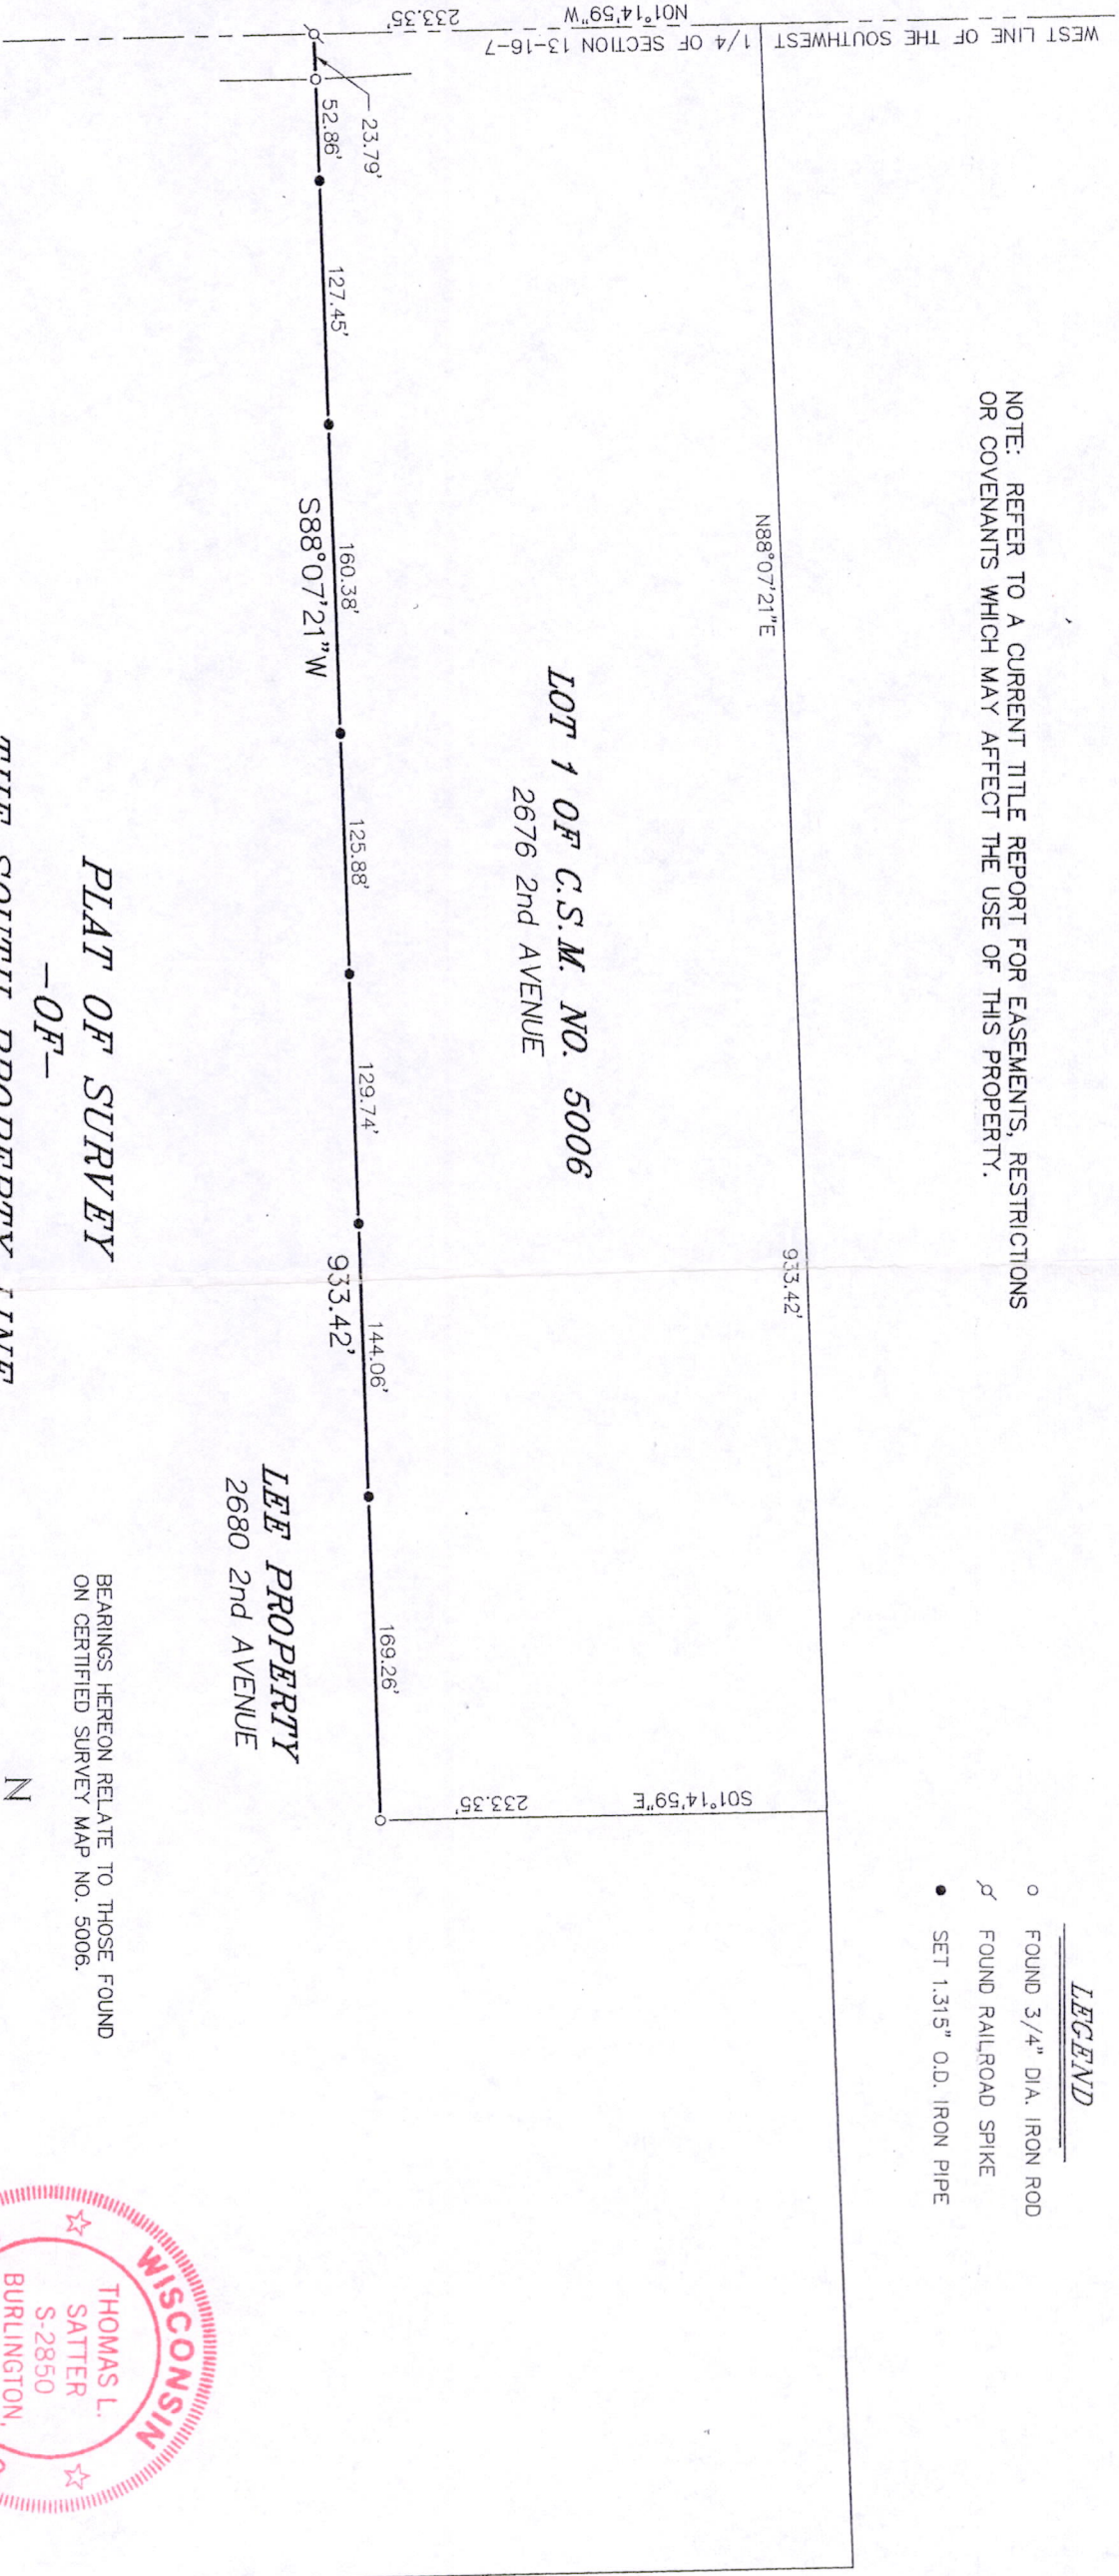 NOTE: REFER TO A CURRENT TITLE REPORT FOR EASEMENTS, RESTRICTIONS
OR COVENANTS WHICH MAY AFFECT THE USE OF THIS PROPERTY.
LEGEND
○ FOUND 3/4" DIA. IRON ROD
FOUND RAILROAD SPIKE
● SET 1.315" O.D. IRON PIPE
WEST LINE OF THE SOUTHWEST 1/4 OF SECTION 13-16-7
N01°14'59"W
233.35'
N88°07'21"E
933.42'
S01°14'59"E
233.35'
LOT 1 OF C.S.M. NO. 5006
2676 2nd AVENUE
23.79'
52.86'
127.45'
160.38'
125.88'
129.74'
144.06'
169.26'
S88°07'21"W
933.42'
LEE PROPERTY
2680 2nd AVENUE
PLAT OF SURVEY
-OF-
THE SOUTH PROPERTY LINE
BEARINGS HEREON RELATE TO THOSE FOUND
ON CERTIFIED SURVEY MAP NO. 5006.
N
WISCONSIN
THOMAS L.
SATTER
S-2850
BURLINGTON,